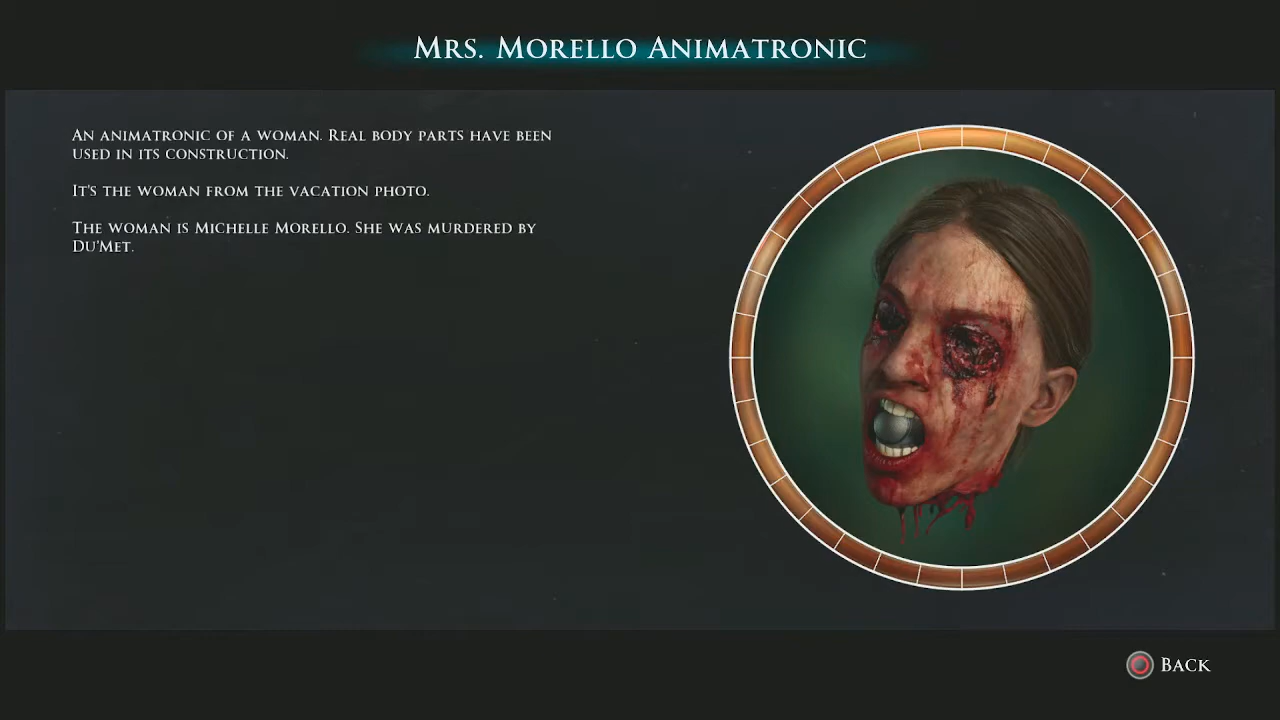 Mrs. Morello Animatronic
An animatronic of a woman. Real body parts have been
used in its construction.
It's the woman from the vacation photo.
The woman is Michelle Morello. She was murdered by
Du'Met.
Back